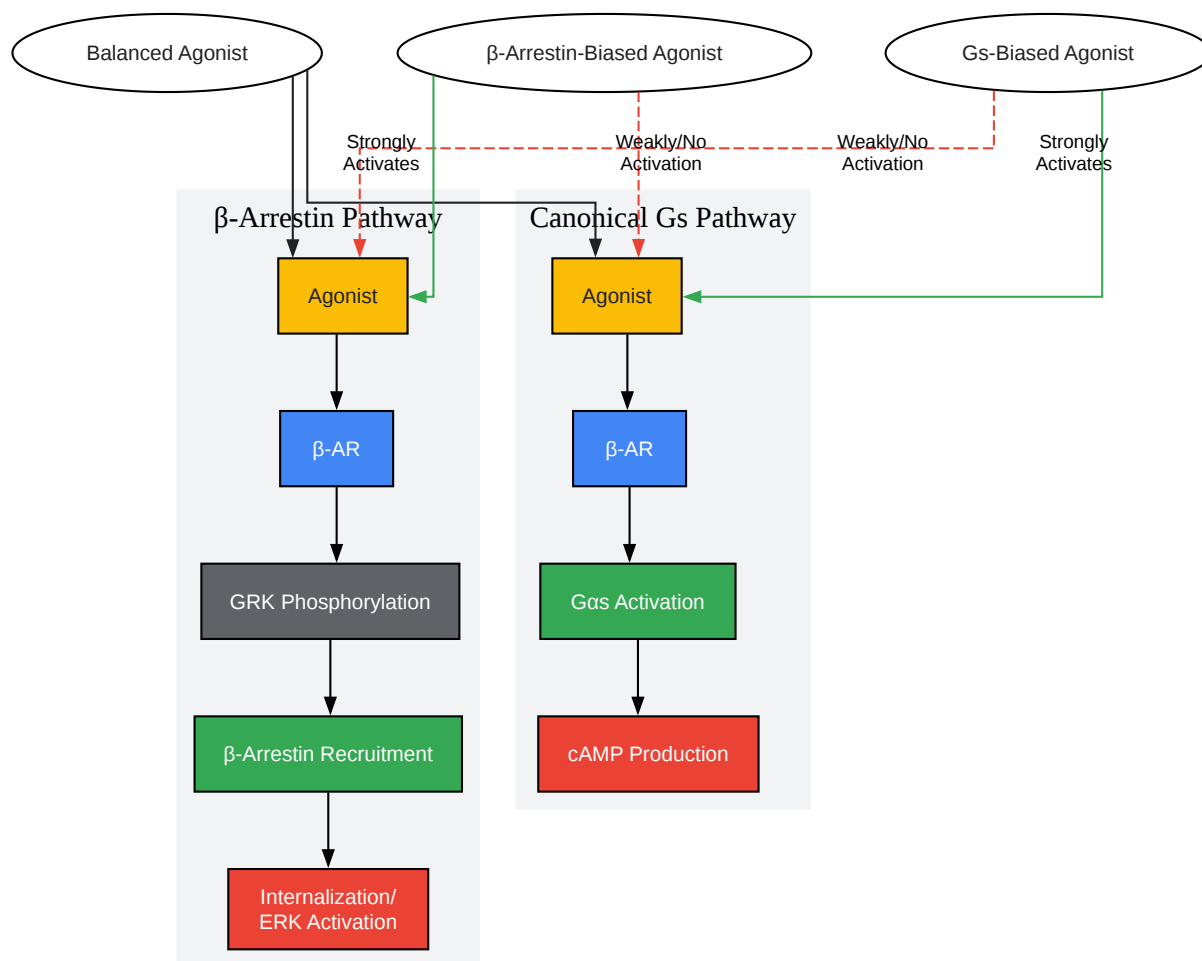 Balanced Agonist
β-Arrestin-Biased Agonist
Gs-Biased Agonist
Strongly
Activates
Weakly/No
Activation
Weakly/No
Activation
Strongly
Activates
β-Arrestin Pathway
Canonical Gs Pathway
Agonist
Agonist
β-AR
β-AR
GRK Phosphorylation
Gαs Activation
β-Arrestin Recruitment
cAMP Production
Internalization/
ERK Activation